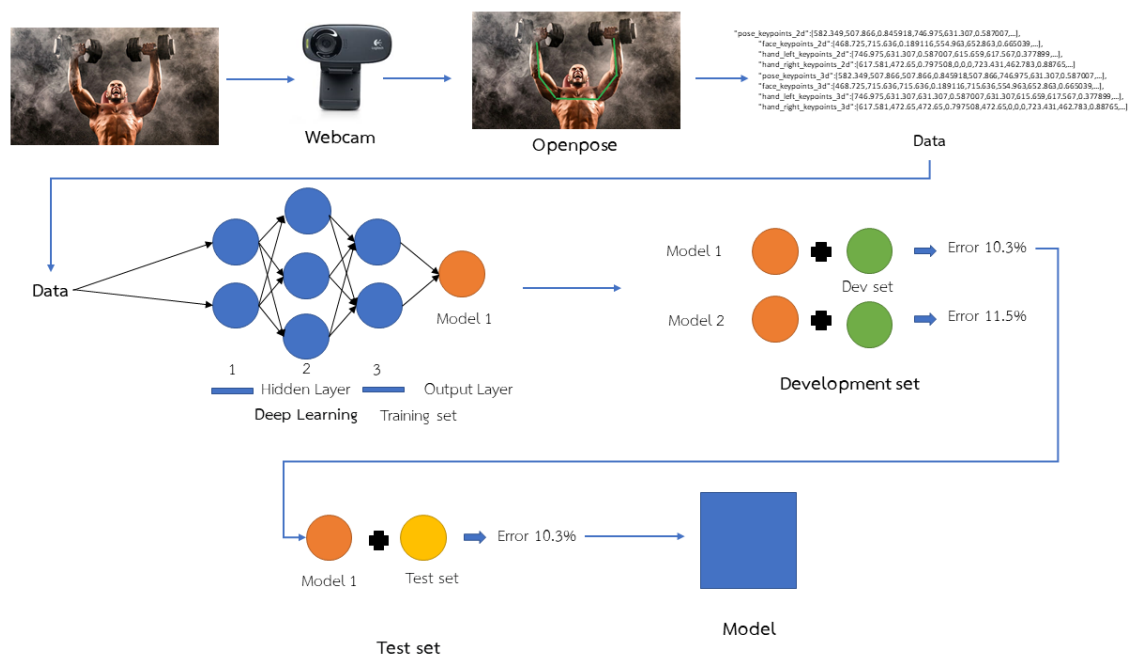 "pose_keypoints_2d":[582.349,507.866,0.845918,746.975,631.307,0.587007,...],
"face_keypoints_2d":[468.725,715.636,0.189116,554.963,652.863,0.665039,...],
"hand_left_keypoints_2d":[746.975,631.307,0.587007,615.659,617.567,0.377899,...],
"hand_right_keypoints_2d":[617.581,472.65,0.797508,0,0,0,723.431,462.783,0.88765,...]
"pose_keypoints_3d":[582.349,507.866,507.866,0.845918,507.866,746.975,631.307,0.587007,...],
"face_keypoints_3d":[468.725,715.636,715.636,0.189116,715.636,554.963,652.863,0.665039,...],
"hand_left_keypoints_3d":[746.975,631.307,631.307,0.587007,631.307,615.659,617.567,0.377899,...],
"hand_right_keypoints_3d":[617.581,472.65,472.65,0.797508,472.65,0,0,0,723.431,462.783,0.88765,...]
Webcam
Openpose
Data
Data
Model 1
1
2
3
Hidden Layer
Output Layer
Deep Learning
Training set
Model 1
Error 10.3%
Dev set
Model 2
Error 11.5%
Development set
Error 10.3%
Model 1
Test set
Test set
Model